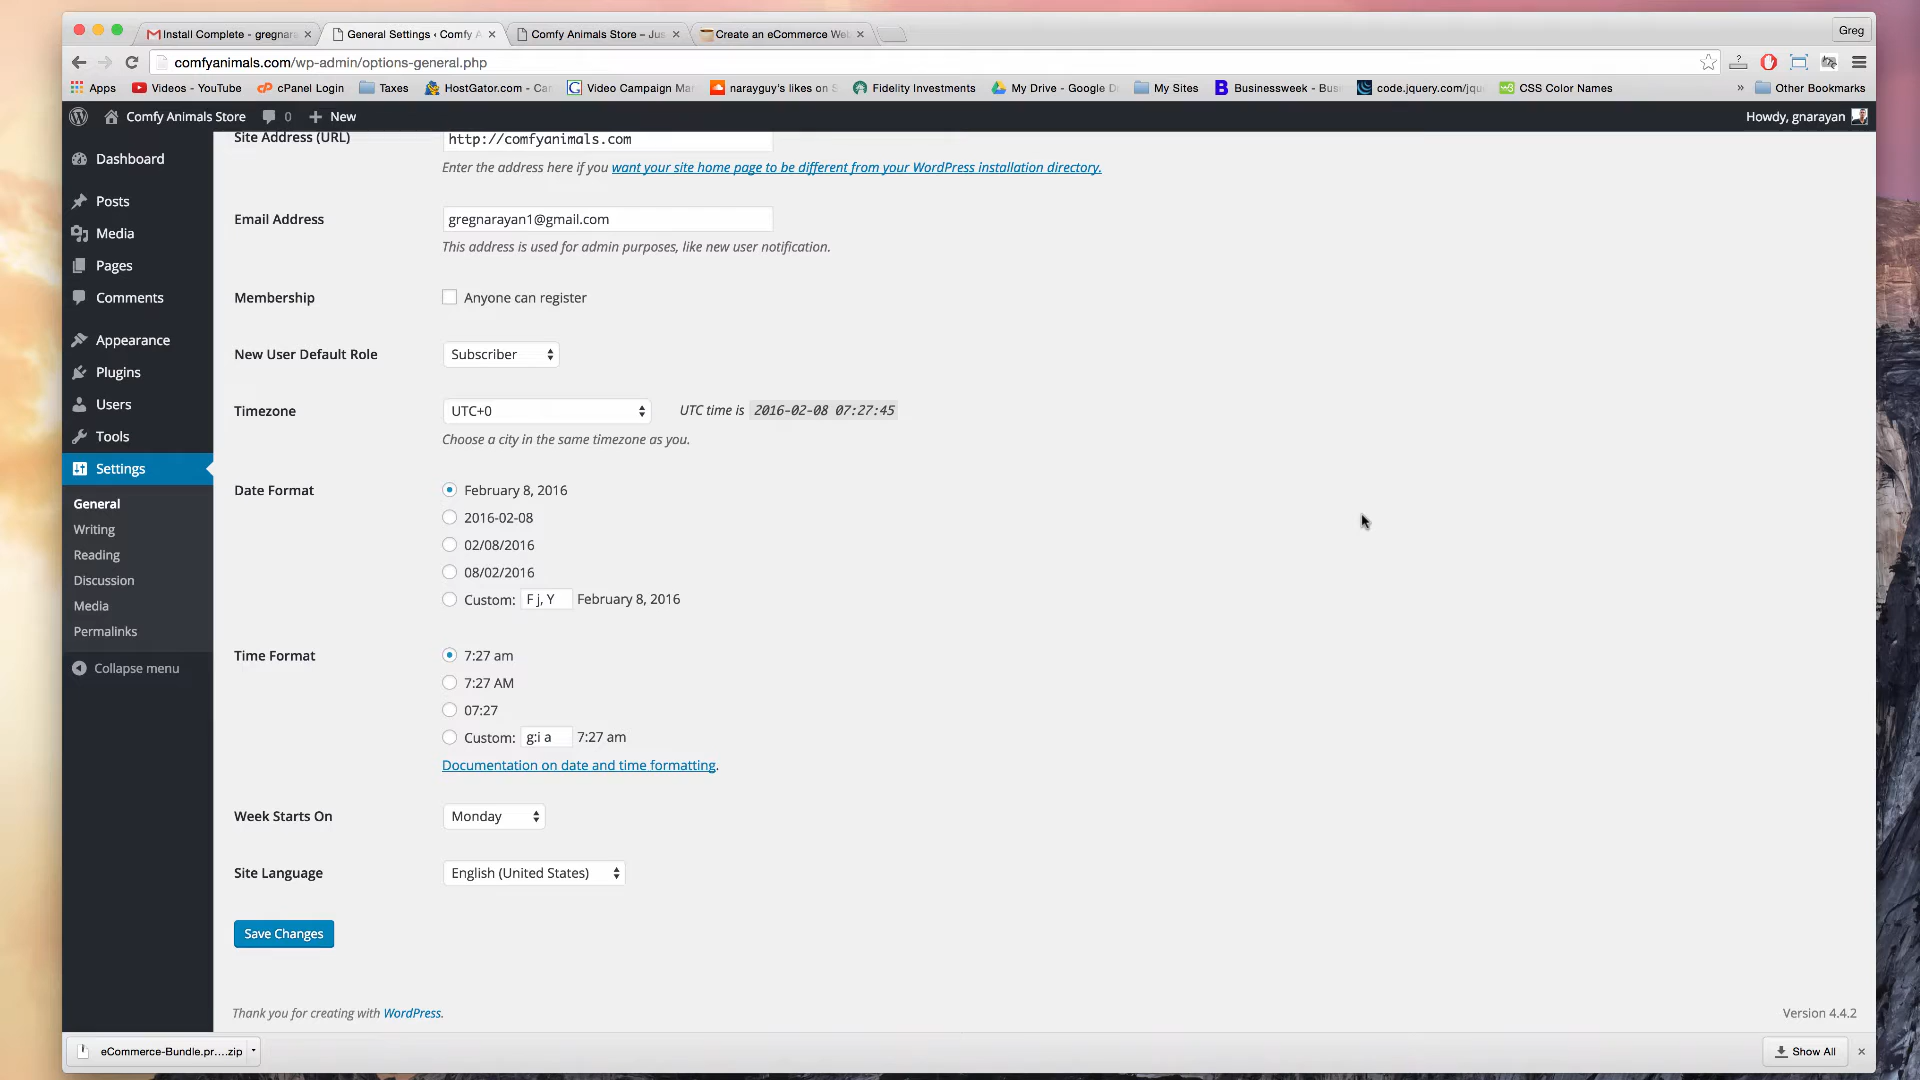 Install Complete - gregnara
General Settings ‹ Comfy A
Comfy Animals Store – Jus
Create an eCommerce Web
Greg
comfyanimals.com/wp-admin/options-general.php
Apps
Videos - YouTube
cPanel Login
Taxes
HostGator.com - Ca
Video Campaign Ma
narayguy's likes on S
Fidelity Investments
My Drive - Google D
My Sites
Businessweek - Bus
code.jquery.com/jqu
CSS Color Names
»
Other Bookmarks
Comfy Animals Store
0
New
Howdy, gnarayan
Dashboard
Posts
Media
Pages
Comments
Appearance
Plugins
Users
Tools
Settings
General
Writing
Reading
Discussion
Media
Permalinks
Collapse menu
Site Address (URL)
http://comfyanimals.com
Enter the address here if you want your site home page to be different from your WordPress installation directory.
Email Address
gregnarayan1@gmail.com
This address is used for admin purposes, like new user notification.
Membership
Anyone can register
New User Default Role
Subscriber
Timezone
UTC+0
UTC time is 2016-02-08 07:27:45
Choose a city in the same timezone as you.
Date Format
February 8, 2016
2016-02-08
02/08/2016
08/02/2016
Custom: F j, Y February 8, 2016
Time Format
7:27 am
7:27 AM
07:27
Custom: g:i a 7:27 am
Documentation on date and time formatting.
Week Starts On
Monday
Site Language
English (United States)
Save Changes
Thank you for creating with WordPress.
Version 4.4.2
eCommerce-Bundle.pr....zip
Show All